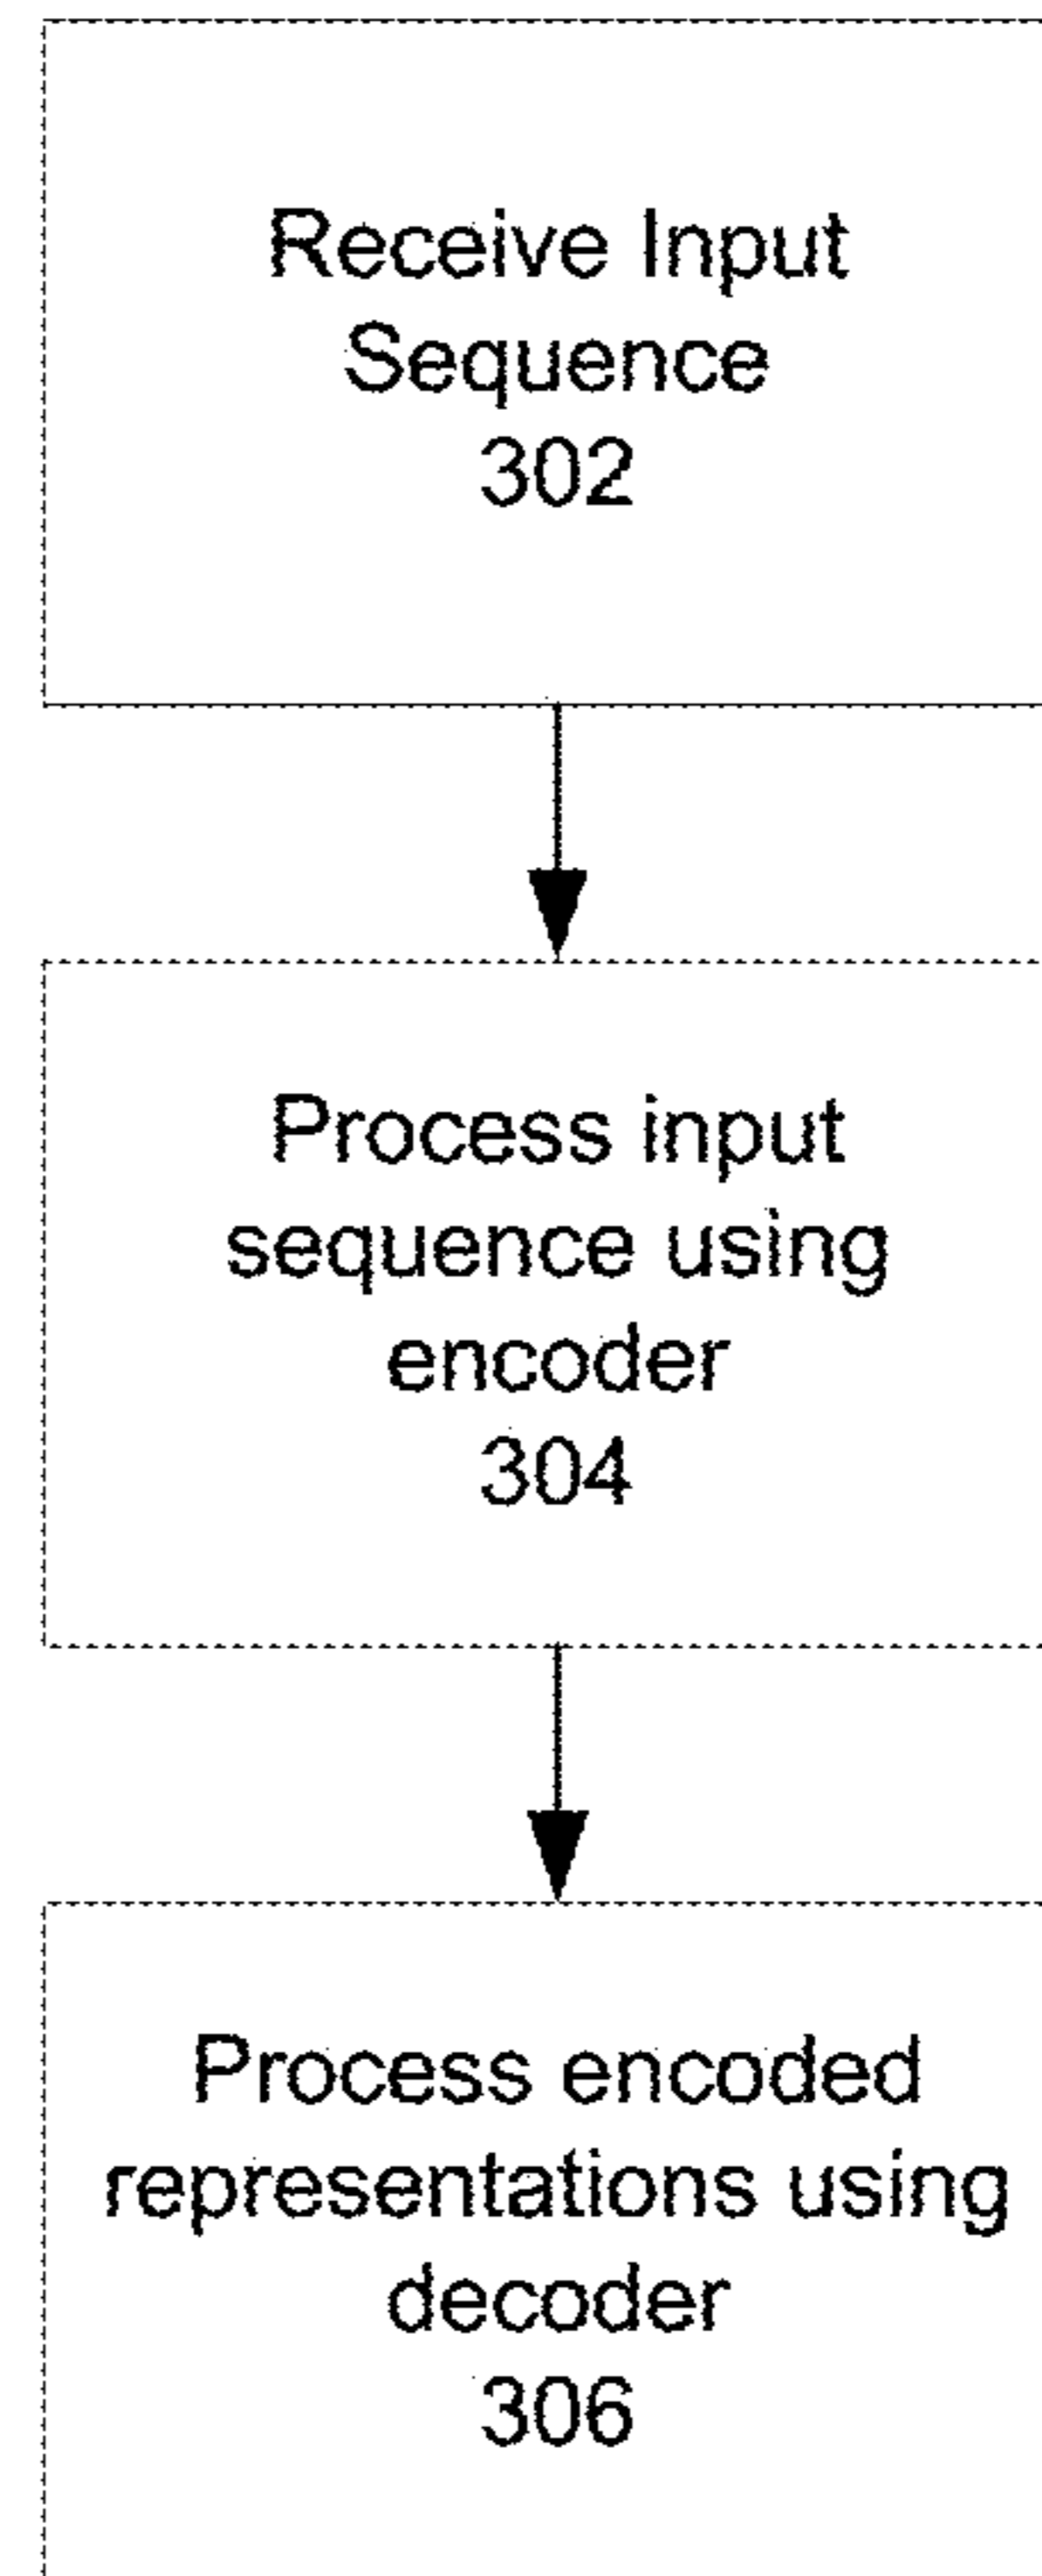 Receive Input
Sequence
302
Process input
sequence using
encoder
304
Process encoded
representations using
decoder
306